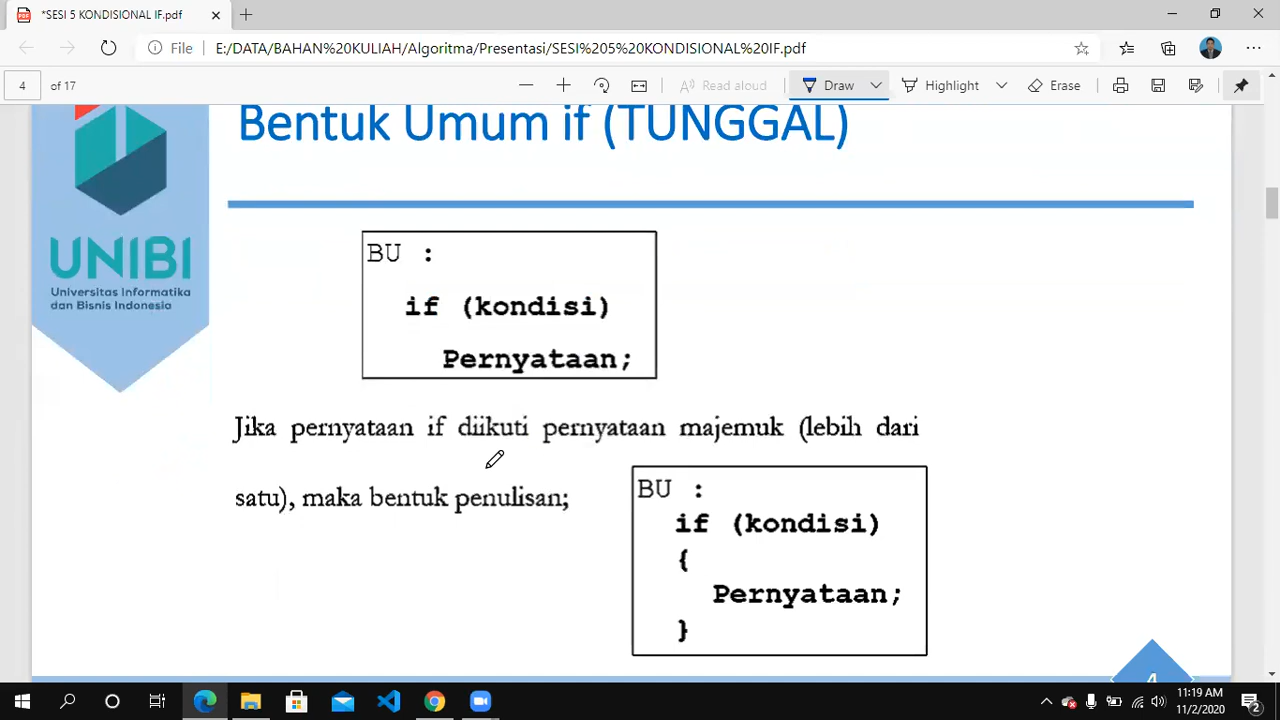 *SESI 5 KONDISIONAL IF.pdf
File E:/DATA/BAHAN%20KULIAH/Algoritma/Presentasi/SESI%205%20KONDISIONAL%20IF.pdf
4 of 17 Read aloud Draw Highlight Erase
Bentuk Umum if (TUNGGAL)
UNIBI
Universitas Informatika
dan Bisnis Indonesia
BU :
if (kondisi)
Pernyataan;
Jika pernyataan if diikuti pernyataan majemuk (lebih dari
satu), maka bentuk penulisan;
BU :
if (kondisi)
{
Pernyataan;
}
4
11:19 AM
11/2/2020
2